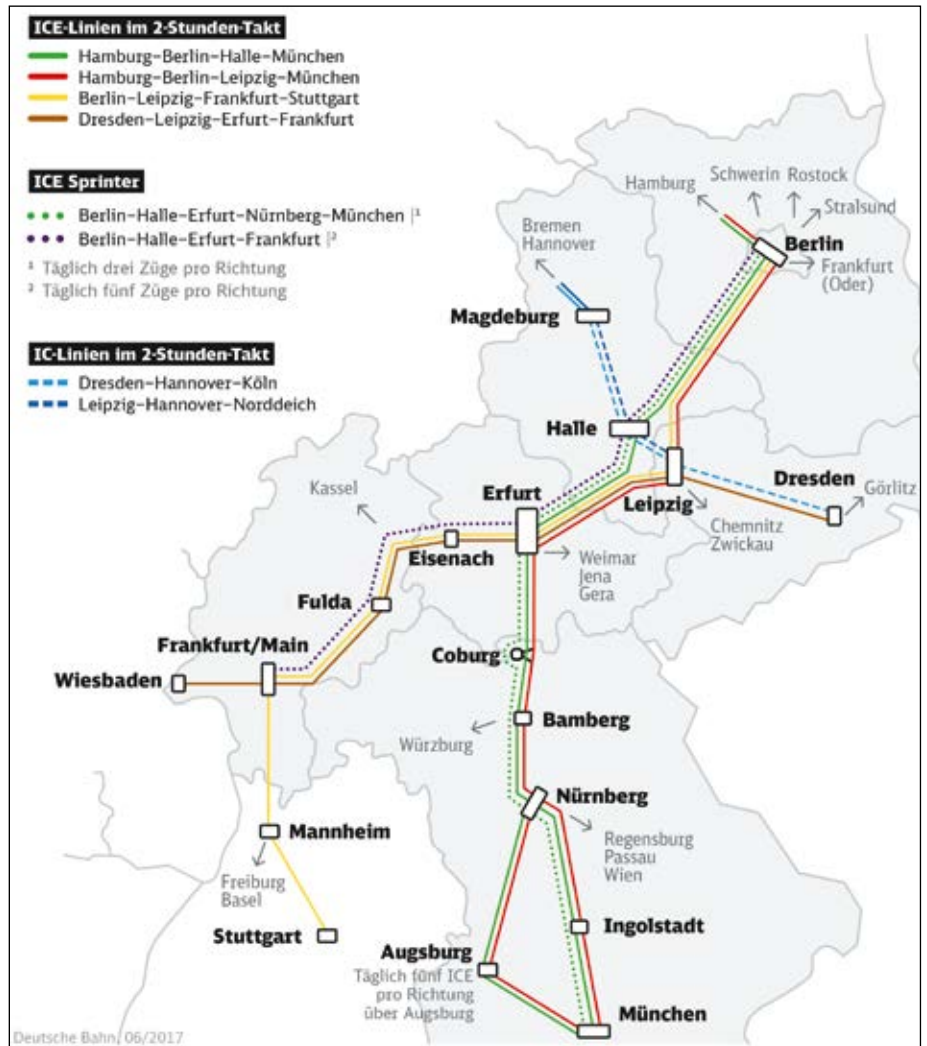 ICE-Linien im 2-Stunden-Takt
Hamburg–Berlin–Halle–München
Hamburg–Berlin–Leipzig–München
Berlin–Leipzig–Frankfurt–Stuttgart
Dresden–Leipzig–Erfurt–Frankfurt
ICE Sprinter
Berlin–Halle–Erfurt–Nürnberg–München |¹
Berlin–Halle–Erfurt–Frankfurt |²
¹ Täglich drei Züge pro Richtung
² Täglich fünf Züge pro Richtung
IC-Linien im 2-Stunden-Takt
Dresden–Hannover–Köln
Leipzig–Hannover–Norddeich
Schwerin
Rostock
Hamburg
Stralsund
Bremen
Hannover
Berlin
Frankfurt
(Oder)
Magdeburg
Halle
Dresden
Görlitz
Kassel
Erfurt
Leipzig
Chemnitz
Zwickau
Eisenach
Weimar
Jena
Gera
Fulda
Frankfurt/Main
Coburg
Wiesbaden
Bamberg
Würzburg
Nürnberg
Mannheim
Regensburg
Passau
Wien
Freiburg
Basel
Ingolstadt
Stuttgart
Augsburg
Täglich fünf ICE
pro Richtung
über Augsburg
München
Deutsche Bahn, 06/2017